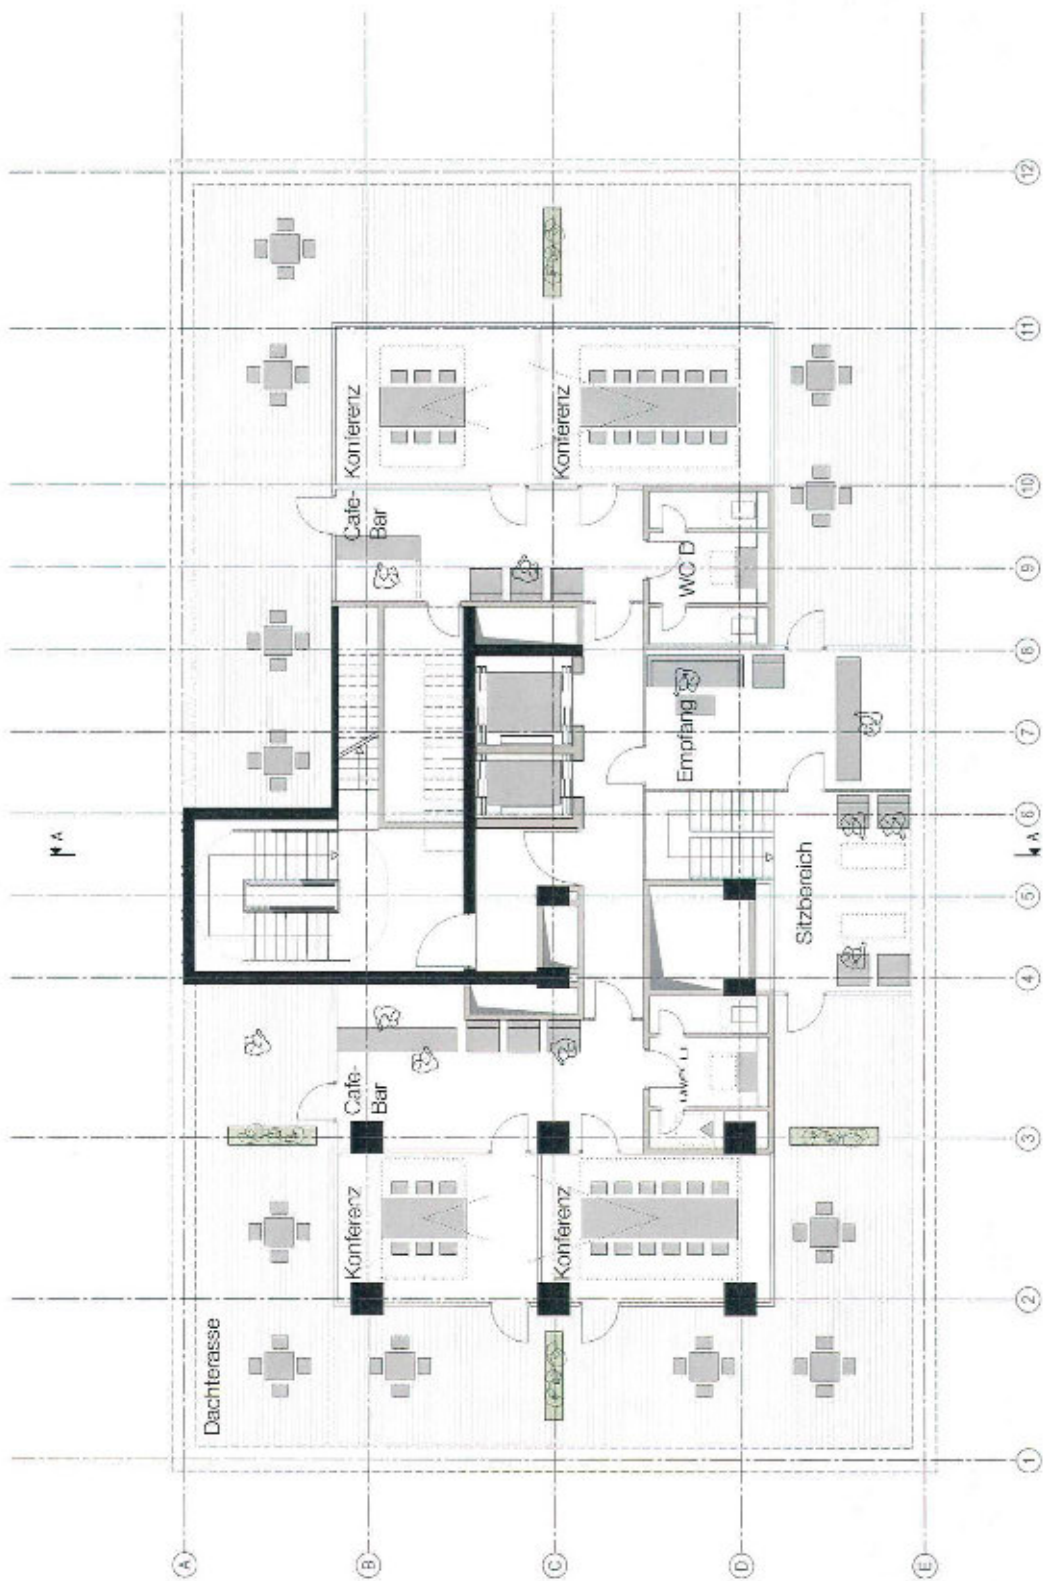 A
12
11
Konferenz
Konferenz
10
Cafe-
Bar
9
WC D
8
7
Empfang
6
A
5
Sitzbereich
4
Cafe-
Bar
3
Konferenz
Konferenz
2
Dachterasse
1
A
B
C
D
E